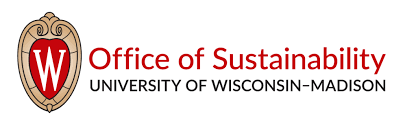 W
Office of Sustainability
UNIVERSITY OF WISCONSIN–MADISON